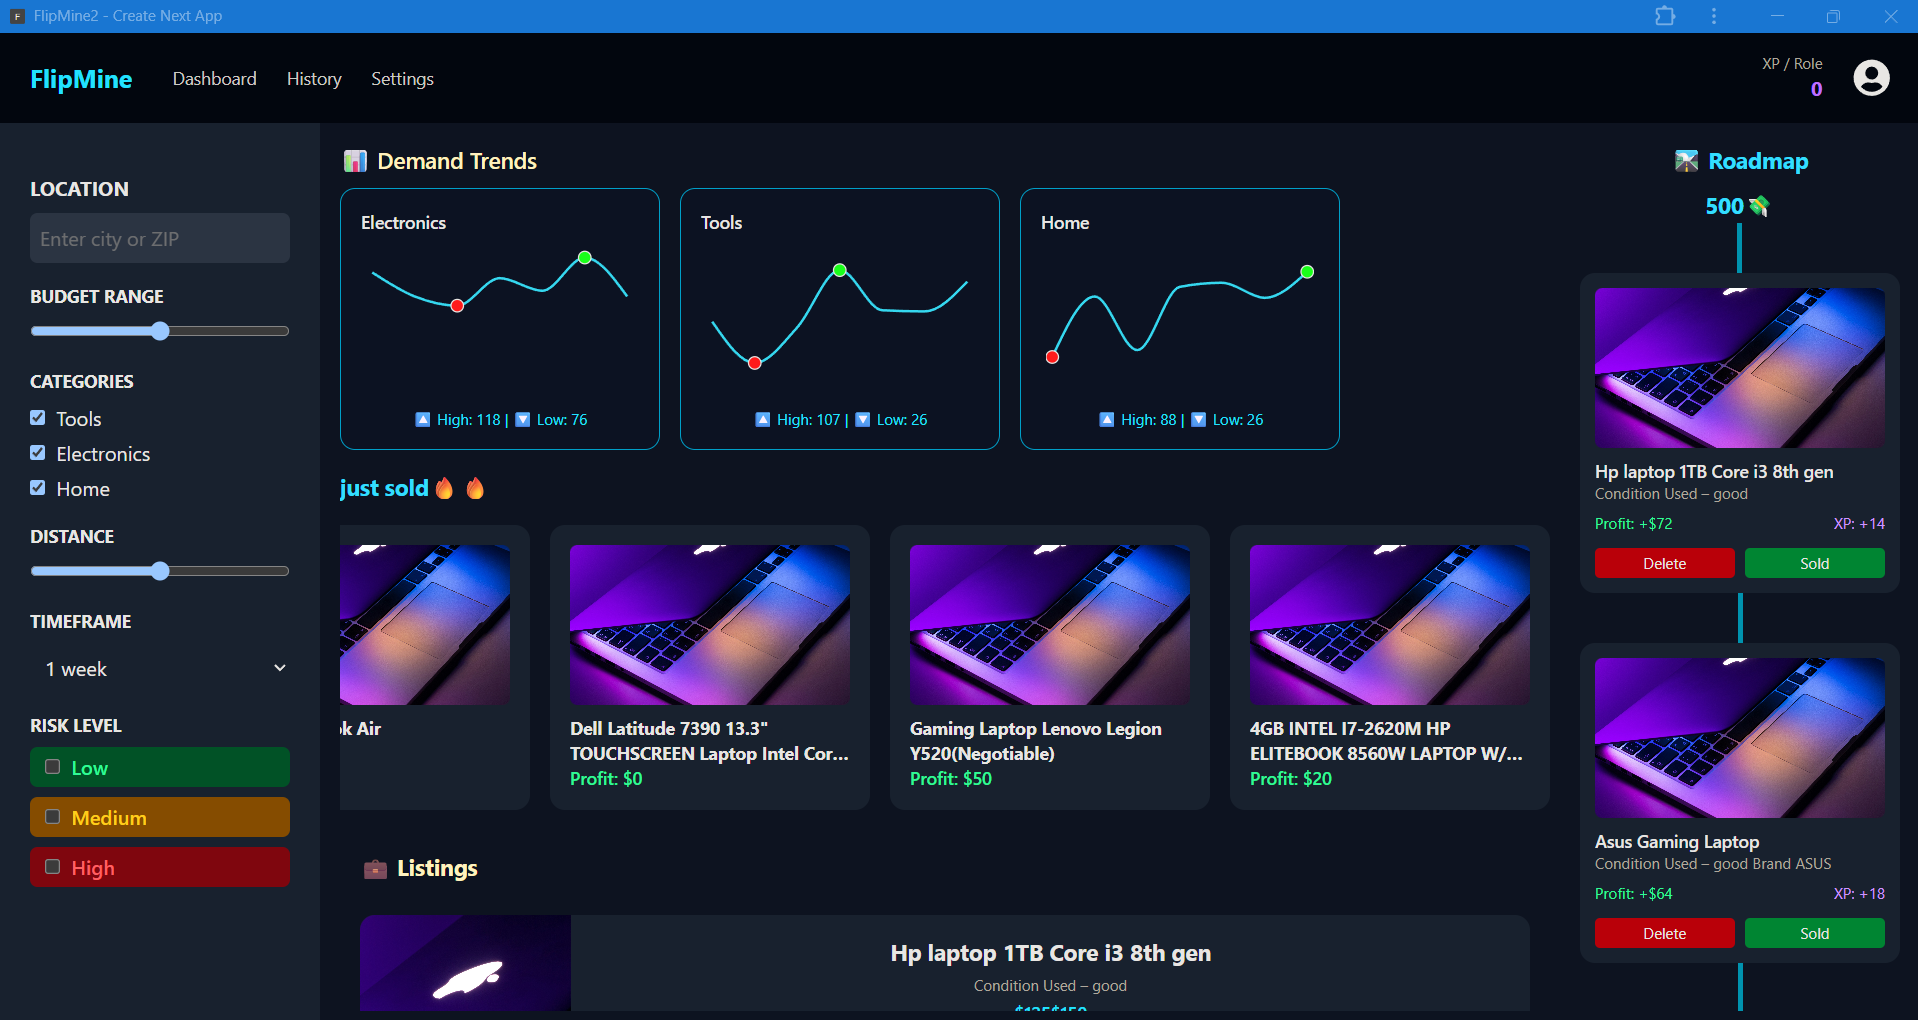 FlipMine2 - Create Next App
FlipMine
Dashboard
History
Settings
XP / Role
0
LOCATION
Enter city or ZIP
BUDGET RANGE
CATEGORIES
Tools
Electronics
Home
DISTANCE
TIMEFRAME
1 week
RISK LEVEL
Low
Medium
High
Demand Trends
Electronics
High: 118 | Low: 76
Tools
High: 107 | Low: 26
Home
High: 88 | Low: 26
just sold
ok Air
Dell Latitude 7390 13.3"
TOUCHSCREEN Laptop Intel Cor...
Profit: $0
Gaming Laptop Lenovo Legion
Y520(Negotiable)
Profit: $50
4GB INTEL I7-2620M HP
ELITEBOOK 8560W LAPTOP W/...
Profit: $20
Listings
Hp laptop 1TB Core i3 8th gen
Condition Used – good
$125$150
Roadmap
500
Hp laptop 1TB Core i3 8th gen
Condition Used – good
Profit: +$72
XP: +14
Delete
Sold
Asus Gaming Laptop
Condition Used – good Brand ASUS
Profit: +$64
XP: +18
Delete
Sold